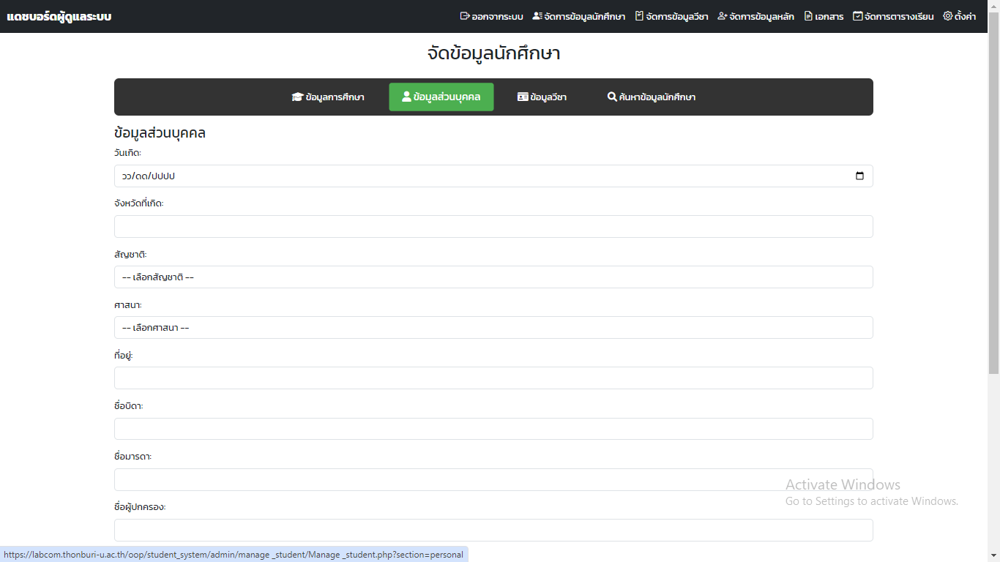 แดชบอร์ดผู้ดูแลระบบ
ออกจากระบบ จัดการข้อมูลนักศึกษา จัดการข้อมูลวีชา จัดการข้อมูลหลัก เอกสาร จัดการตารางเรียน ตั้งค่า
จัดข้อมูลนักศึกษา
ข้อมูลการศึกษา ข้อมูลส่วนบุคคล ข้อมูลวีชา ค้นหาข้อมูลนักศึกษา
ข้อมูลส่วนบุคคล
วันเกิด:
วว/ดด/ปปปป
จังหวัดที่เกิด:
สัญชาติ:
-- เลือกสัญชาติ --
ศาสนา:
-- เลือกศาสนา --
ที่อยู่:
ชื่อบิดา:
ชื่อมารดา:
Activate Windows
Go to Settings to activate Windows.
ชื่อผู้ปกครอง:
https://labcom.thonburi-u.ac.th/oop/student_system/admin/manage _student/Manage _student.php?section=personal